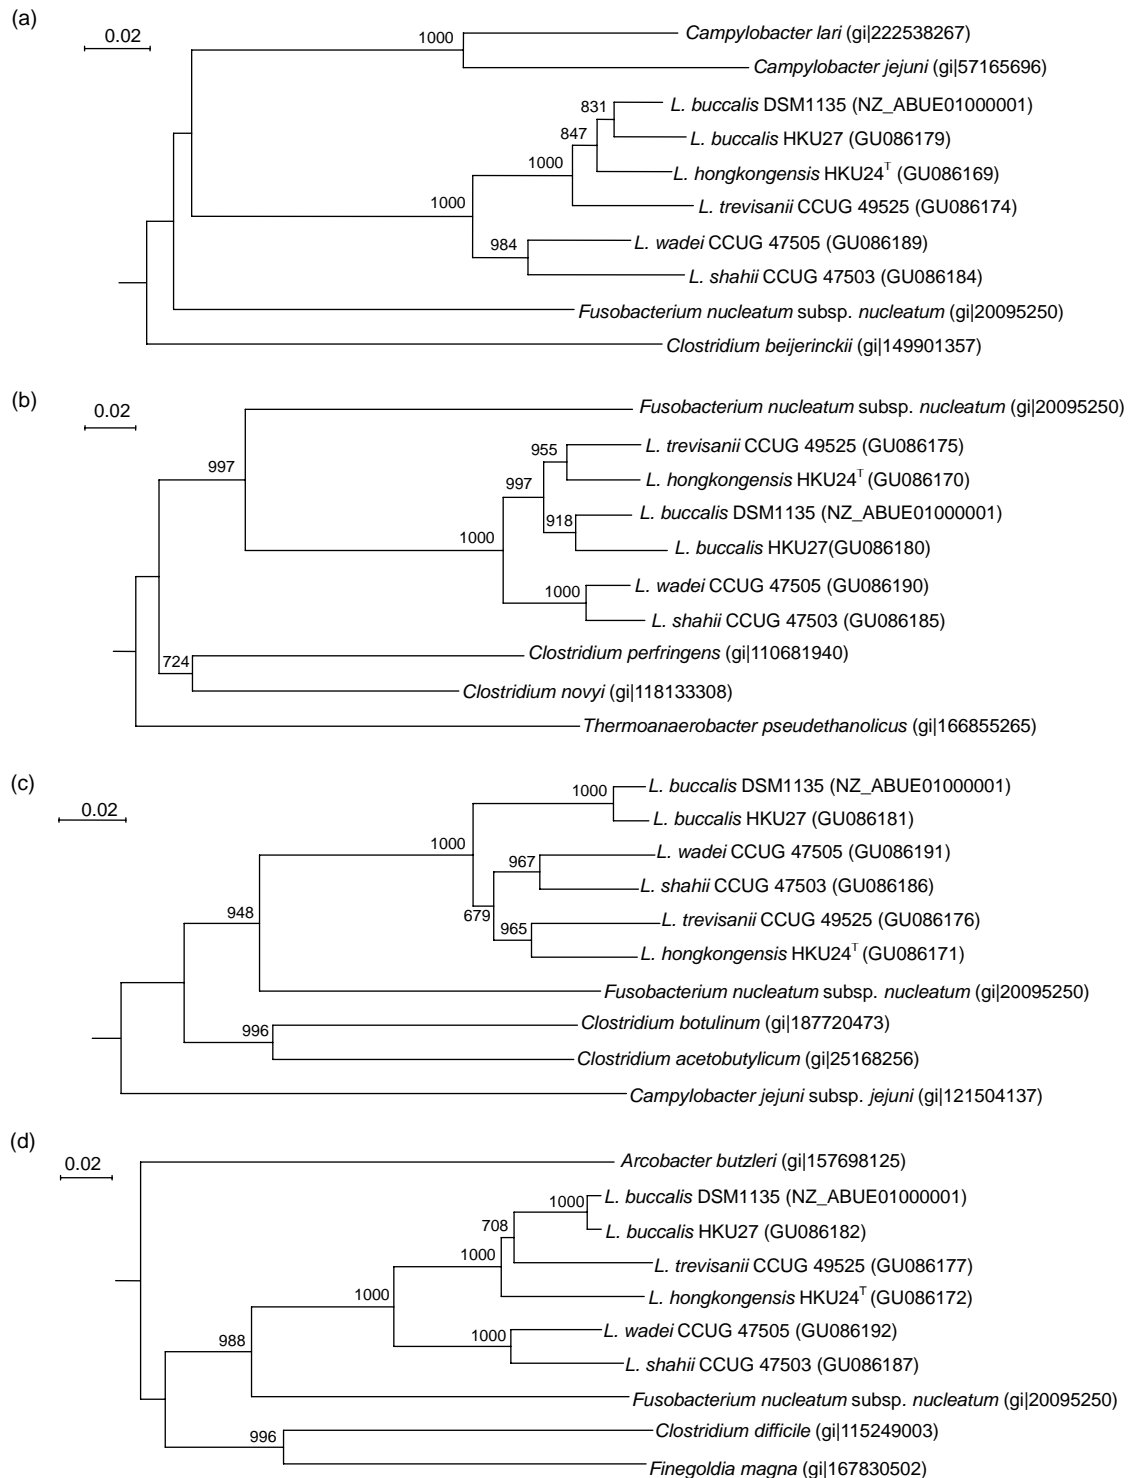 (a)
0.02
1000
Campylobacter lari (gi|222538267)
Campylobacter jejuni (gi|57165696)
831
L. buccalis DSM1135 (NZ_ABUE01000001)
847
L. buccalis HKU27 (GU086179)
1000
L. hongkongensis HKU24T (GU086169)
1000
L. trevisanii CCUG 49525 (GU086174)
984
L. wadei CCUG 47505 (GU086189)
L. shahii CCUG 47503 (GU086184)
Fusobacterium nucleatum subsp. nucleatum (gi|20095250)
Clostridium beijerinckii (gi|149901357)
(b)
0.02
Fusobacterium nucleatum subsp. nucleatum (gi|20095250)
955
L. trevisanii CCUG 49525 (GU086175)
997
997
L. hongkongensis HKU24T (GU086170)
918
L. buccalis DSM1135 (NZ_ABUE01000001)
1000
L. buccalis HKU27(GU086180)
1000
L. wadei CCUG 47505 (GU086190)
L. shahii CCUG 47503 (GU086185)
724
Clostridium perfringens (gi|110681940)
Clostridium novyi (gi|118133308)
Thermoanaerobacter pseudethanolicus (gi|166855265)
(c)
0.02
1000
L. buccalis DSM1135 (NZ_ABUE01000001)
L. buccalis HKU27 (GU086181)
1000
967
L. wadei CCUG 47505 (GU086191)
L. shahii CCUG 47503 (GU086186)
948
679
965
L. trevisanii CCUG 49525 (GU086176)
L. hongkongensis HKU24T (GU086171)
Fusobacterium nucleatum subsp. nucleatum (gi|20095250)
996
Clostridium botulinum (gi|187720473)
Clostridium acetobutylicum (gi|25168256)
Campylobacter jejuni subsp. jejuni (gi|121504137)
(d)
0.02
Arcobacter butzleri (gi|157698125)
1000
L. buccalis DSM1135 (NZ_ABUE01000001)
708
L. buccalis HKU27 (GU086182)
1000
L. trevisanii CCUG 49525 (GU086177)
1000
L. hongkongensis HKU24T (GU086172)
1000
L. wadei CCUG 47505 (GU086192)
988
L. shahii CCUG 47503 (GU086187)
Fusobacterium nucleatum subsp. nucleatum (gi|20095250)
996
Clostridium difficile (gi|115249003)
Finegoldia magna (gi|167830502)